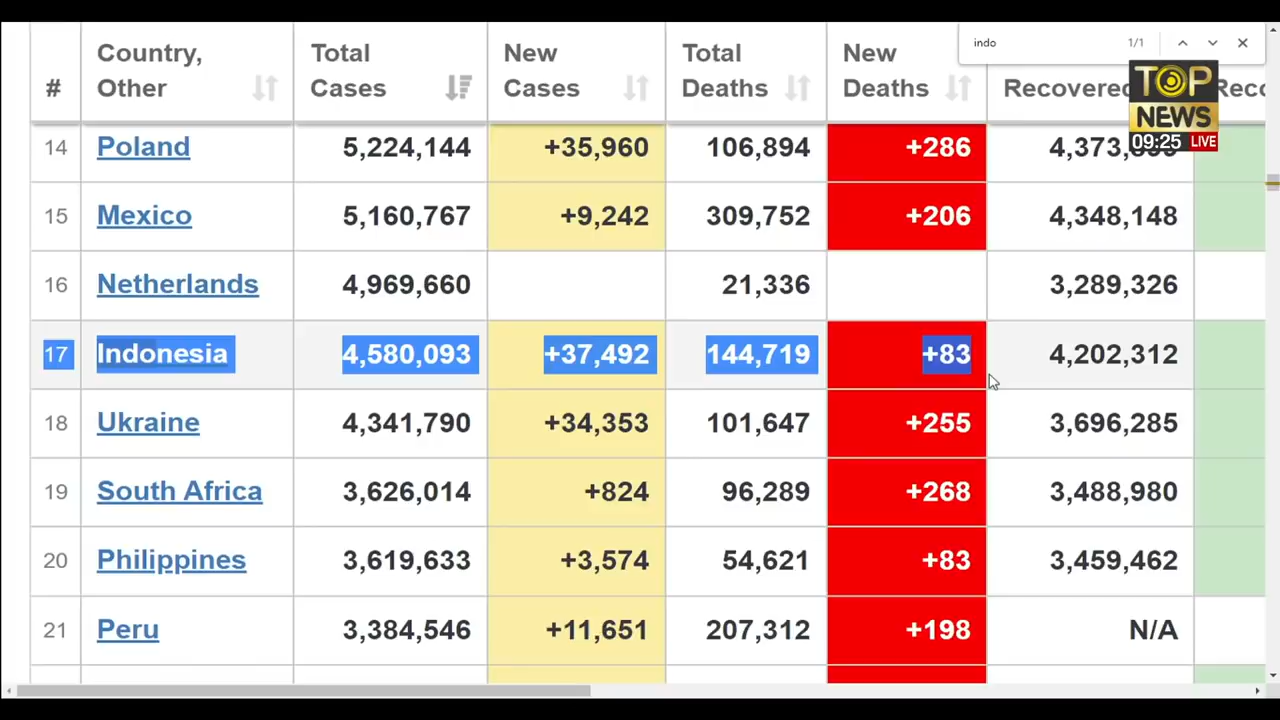 indo 1/1
# Country, Other Total Cases New Cases Total Deaths New Deaths Recovered
TOP NEWS
09:25 LIVE
14 Poland 5,224,144 +35,960 106,894 +286
15 Mexico 5,160,767 +9,242 309,752 +206 4,348,148
16 Netherlands 4,969,660 21,336 3,289,326
17 Indonesia 4,580,093 +37,492 144,719 +83 4,202,312
18 Ukraine 4,341,790 +34,353 101,647 +255 3,696,285
19 South Africa 3,626,014 +824 96,289 +268 3,488,980
20 Philippines 3,619,633 +3,574 54,621 +83 3,459,462
21 Peru 3,384,546 +11,651 207,312 +198 N/A